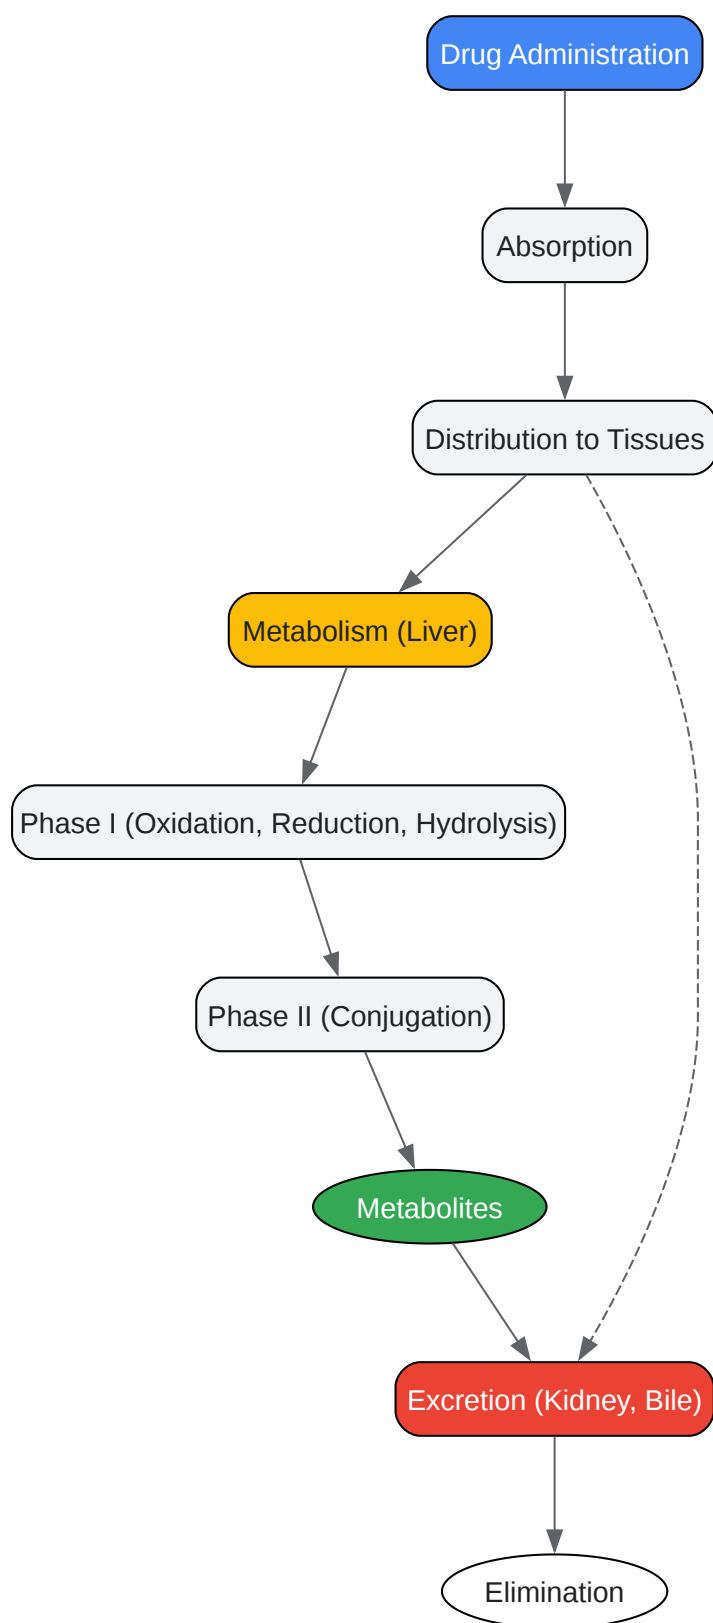 Drug Administration
Absorption
Distribution to Tissues
Metabolism (Liver)
Phase I (Oxidation, Reduction, Hydrolysis)
Phase II (Conjugation)
Metabolites
Excretion (Kidney, Bile)
Elimination